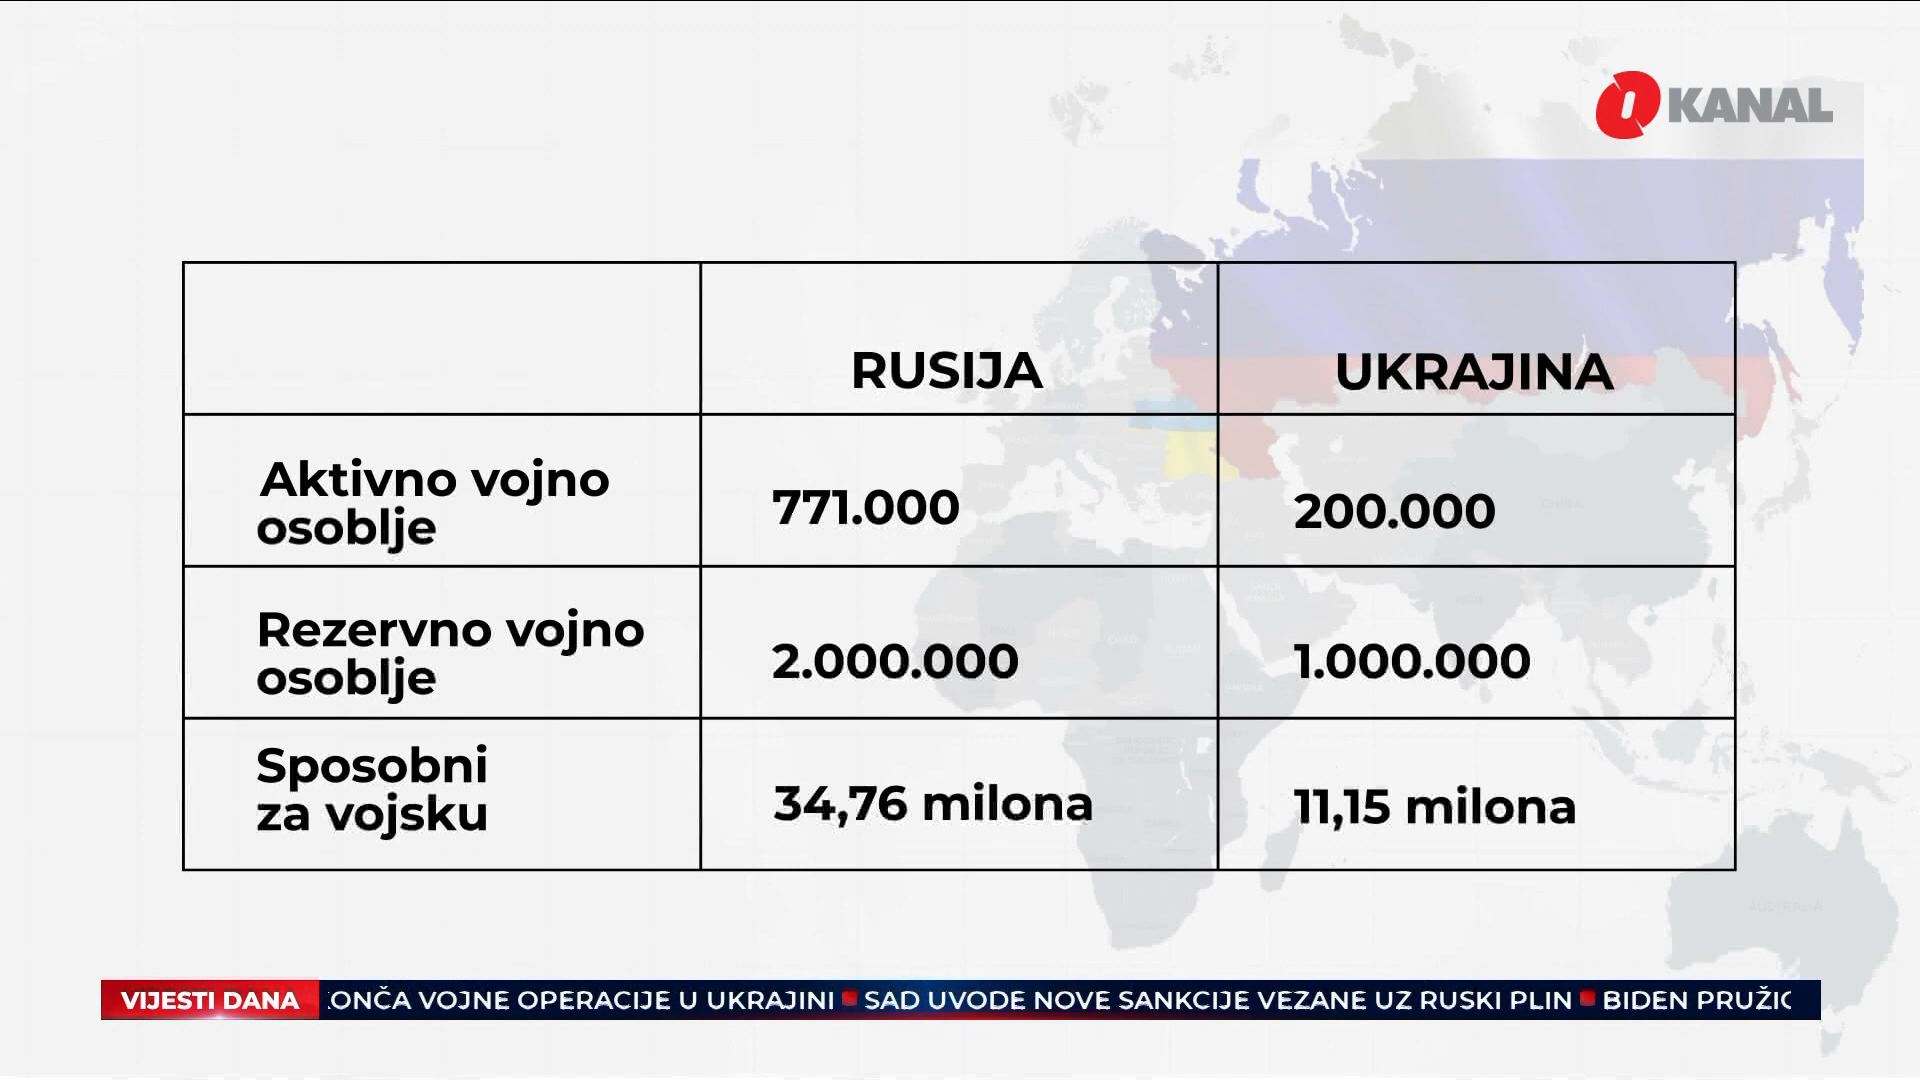 O KANAL
RUSIJA
UKRAJINA
Aktivno vojno
osoblje
771.000
200.000
Rezervno vojno
osoblje
2.000.000
1.000.000
Sposobni
za vojsku
34,76 milona
11,15 milona
VIJESTI DANA
VOJNE OPERACIJE U UKRAJINI SAD UVODE NOVE SANKCIJE VEZANE UZ RUSKI PLIN BIDEN